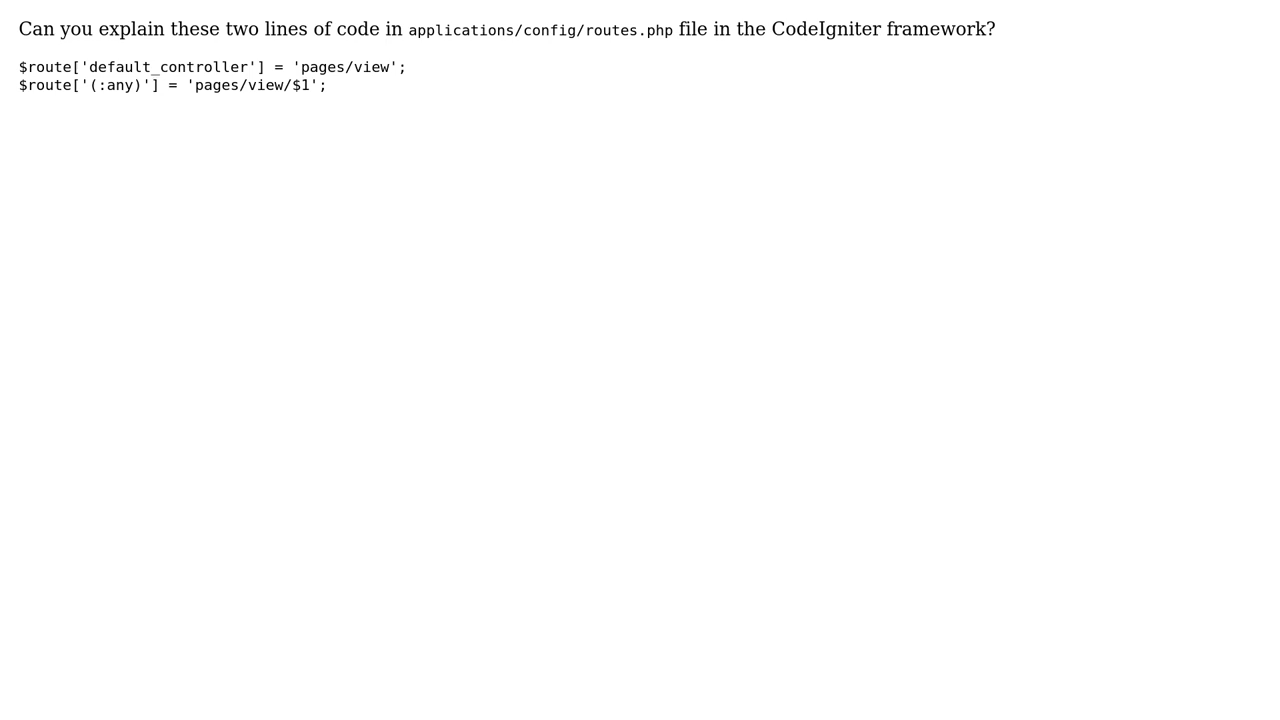 Can you explain these two lines of code in applications/config/routes.php file in the CodeIgniter framework?
$route['default_controller'] = 'pages/view';
$route['(:any)'] = 'pages/view/$1';